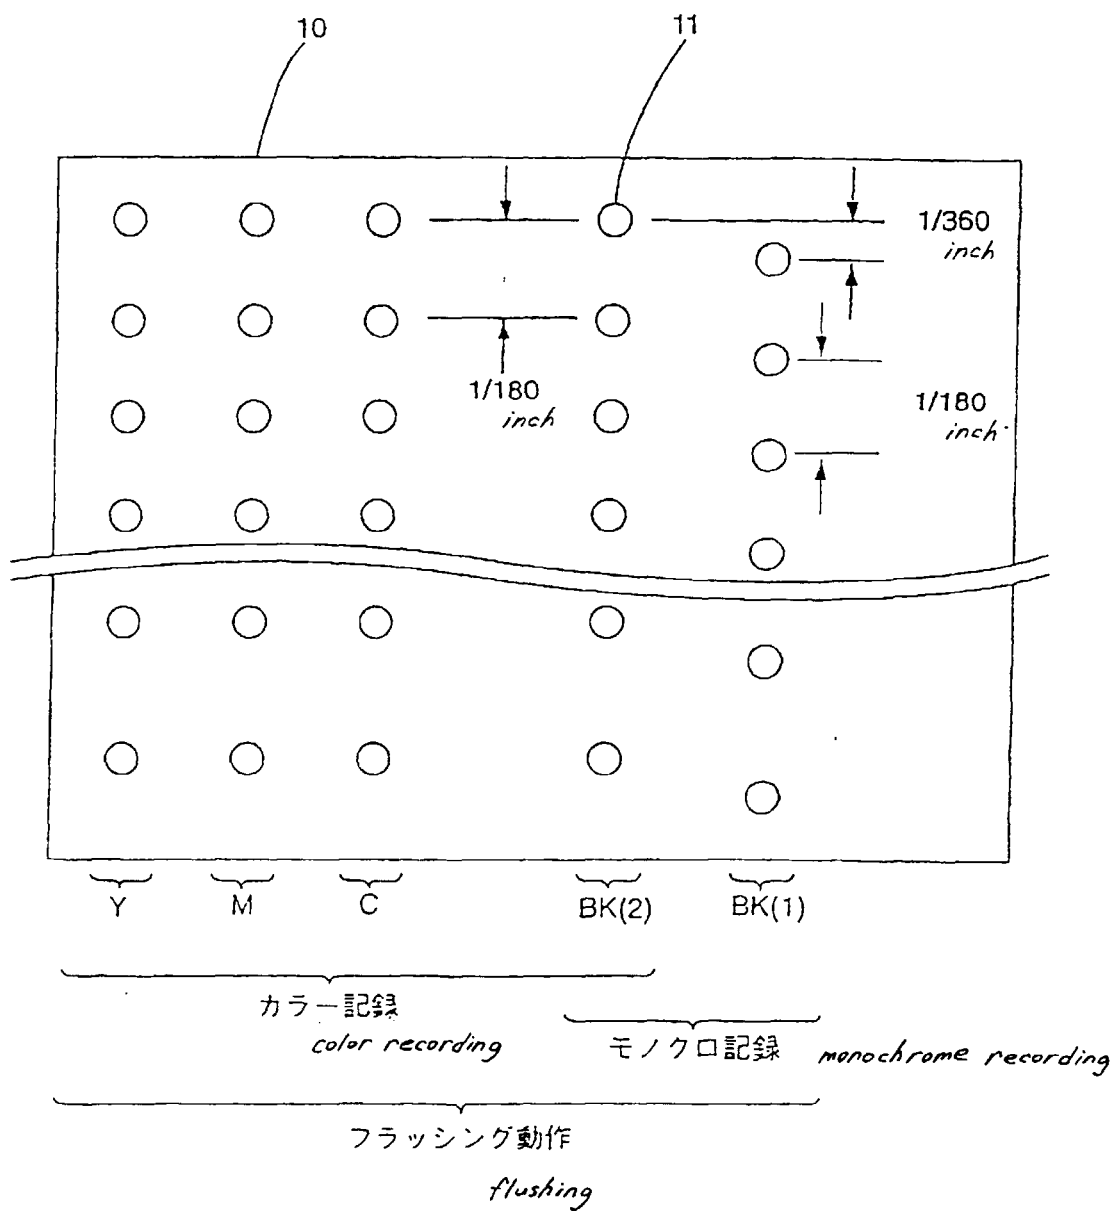 10
11
1/360
inch
1/180
inch
1/180
inch
Y M C BK(2) BK(1)
カラー記録
color recording
モノクロ記録 monochrome recording
フラッシング動作
flushing